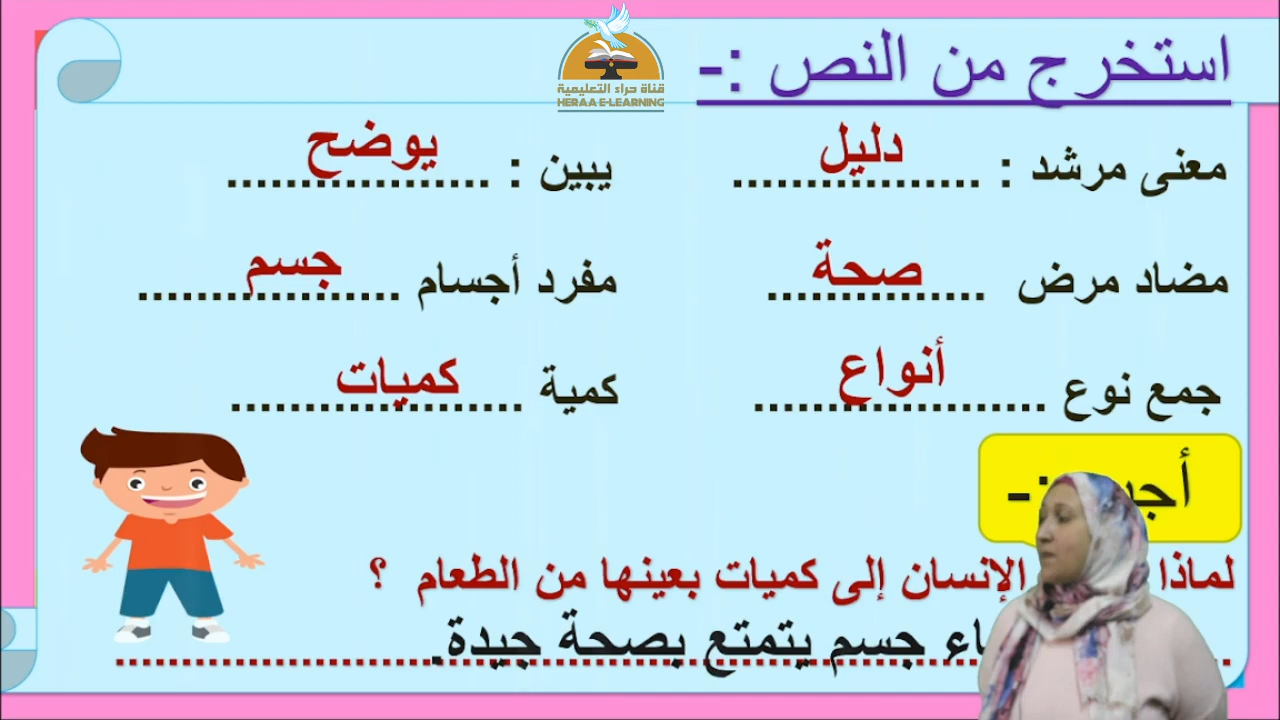 استخرج من النص :-
قناة حراء التعليمية
HERAA E-LEARNING
معنى مرشد : ................. دليل
يبين : .................. يوضح
مضاد مرض ............... صحة
مفرد أجسام .................. جسم
جمع نوع .................... أنواع
كمية .................... كميات
لماذا الإنسان إلى كميات بعينها من الطعام ؟
جسم يتمتع بصحة جيدة.